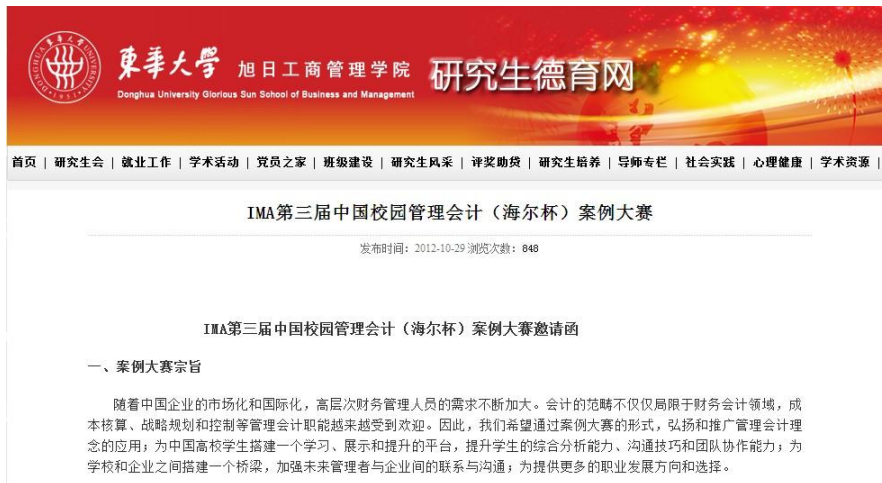 DONGHUA UNIVERSITY
1951
東華大学 旭日工商管理学院 研究生德育网
Donghua University Glorious Sun School of Business and Management
首页 | 研究生会 | 就业工作 | 学术活动 | 党员之家 | 班级建设 | 研究生风采 | 评奖助贷 | 研究生培养 | 导师专栏 | 社会实践 | 心理健康 | 学术资源 |
IMA第三届中国校园管理会计（海尔杯）案例大赛
发布时间：2012-10-29 浏览次数：848
IMA第三届中国校园管理会计（海尔杯）案例大赛邀请函
一、案例大赛宗旨
随着中国企业的市场化和国际化，高层次财务管理人员的需求不断加大。会计的范畴不仅仅局限于财务会计领域，成
本核算、战略规划和控制等管理会计职能越来越受到欢迎。因此，我们希望通过案例大赛的形式，弘扬和推广管理会计理
念的应用；为中国高校学生搭建一个学习、展示和提升的平台，提升学生的综合分析能力、沟通技巧和团队协作能力；为
学校和企业之间搭建一个桥梁，加强未来管理者与企业间的联系与沟通；为提供更多的职业发展方向和选择。